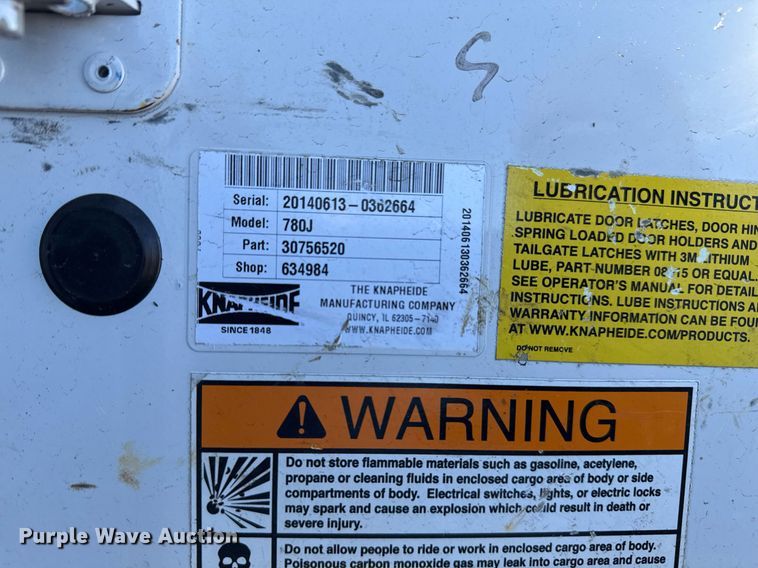 S
Serial: 20140613-0362664
Model: 780J
Part: 30756520
Shop: 634984
201406130362664
KNAPHEIDE
SINCE 1848
THE KNAPHEIDE
MANUFACTURING COMPANY
QUINCY, IL 62305-7140
WWW.KNAPHEIDE.COM
LUBRICATION INSTRUCT
LUBRICATE DOOR LATCHES, DOOR HIN
SPRING LOADED DOOR HOLDERS AND
TAILGATE LATCHES WITH 3M LITHIUM
LUBE, PART NUMBER OR EQUAL.
SEE OPERATOR'S MANUAL FOR DETAIL
INSTRUCTIONS. LUBE INSTRUCTIONS A
WARRANTY INFORMATION CAN BE FOU
AT WWW.KNAPHEIDE.COM/PRODUCTS.
DO NOT REMOVE
WARNING
Do not store flammable materials such as gasoline, acetylene,
propane or cleaning fluids in enclosed cargo area of body or side
compartments of body. Electrical switches, lights, or electric locks
may spark and cause an explosion which could result in death or
severe injury.
Do not allow people to ride or work in enclosed cargo area of body.
Poisonous carbon monoxide gas may leak into cargo area and cause
Purple Wave Auction